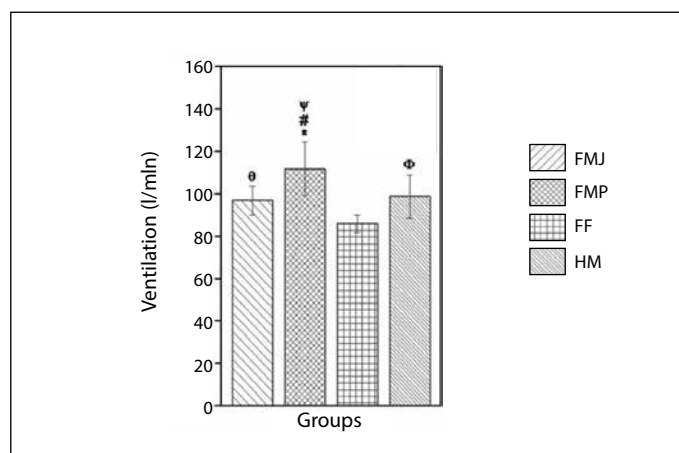 160
140
120
100
80
60
40
20
0
Ventilation (l/mln)
θ
Ψ
#
*
Φ
Groups
FMJ
FMP
FF
HM